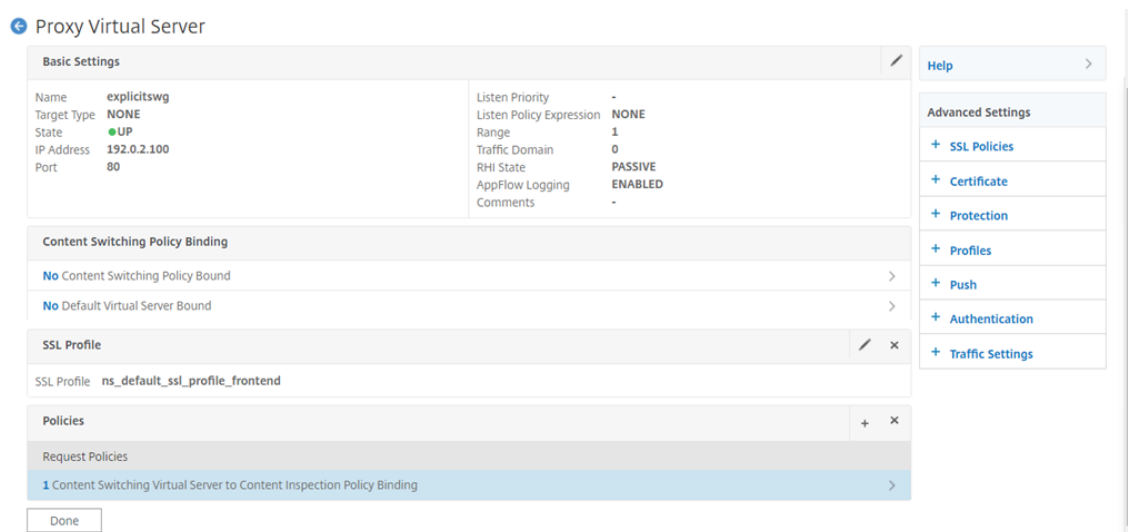 Proxy Virtual Server
Basic Settings
Name explicitswg
Target Type NONE
State UP
IP Address 192.0.2.100
Port 80
Listen Priority -
Listen Policy Expression NONE
Range 1
Traffic Domain 0
RHI State PASSIVE
AppFlow Logging ENABLED
Comments -
Content Switching Policy Binding
No Content Switching Policy Bound
No Default Virtual Server Bound
SSL Profile
SSL Profile ns_default_ssl_profile_frontend
Policies
Request Policies
1 Content Switching Virtual Server to Content Inspection Policy Binding
Done
Help
Advanced Settings
+ SSL Policies
+ Certificate
+ Protection
+ Profiles
+ Push
+ Authentication
+ Traffic Settings